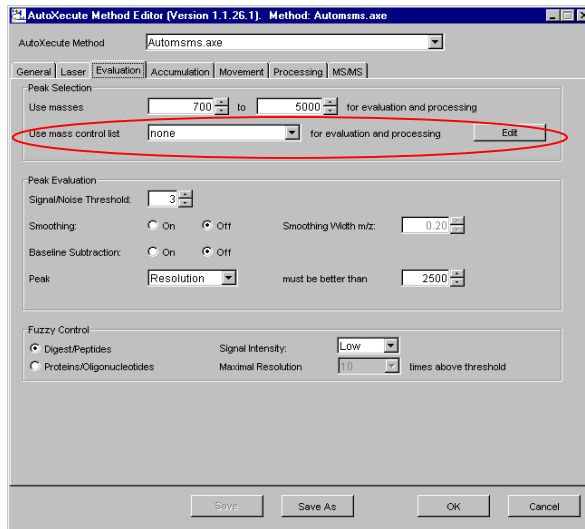 AutoXecute Method Editor (Version 1.1.26.1). Method: Automsms.axe
AutoXecute Method Automsms.axe
General Laser Evaluation Accumulation Movement Processing MS/MS
Peak Selection
Use masses 700 to 5000 for evaluation and processing
Use mass control list none for evaluation and processing Edit
Peak Evaluation
Signal/Noise Threshold: 3
Smoothing: On Off Smoothing Width m/z: 0.20
Baseline Subtraction: On Off
Peak Resolution must be better than 2500
Fuzzy Control
Digest/Peptides Signal Intensity: Low
Proteins/Oligonucleotides Maximal Resolution 10 times above threshold
Save Save As OK Cancel